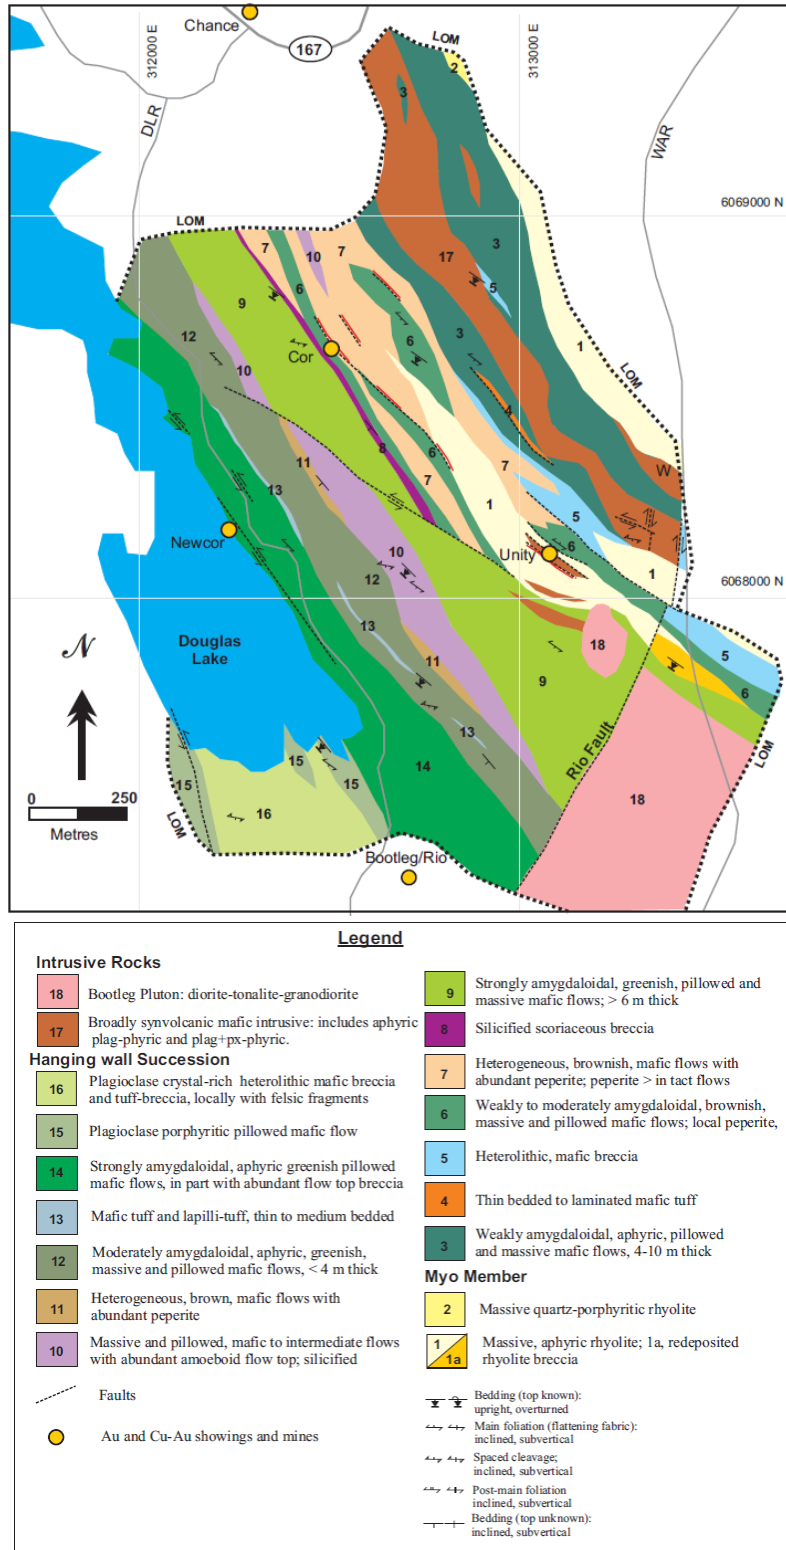 Chance
LOM
312000 E
167
313000 E
2
3
DLR
WAR
6069000 N
LOM
7
10
7
17
3
6
5
9
3
12
6
1
Cor
10
LOM
4
8
6
11
7
7
W
13
1
5
Newcor
10
6
Unity
12
1
6068000 N
13
Douglas
Lake
18
11
5
N
9
6
13
14
Rio Fault
15
LOM
15
15
0
250
18
16
Metres
LOM
Bootleg/Rio
Legend
Intrusive Rocks
18 Bootleg Pluton: diorite-tonalite-granodiorite
17 Broadly synvolcanic mafic intrusive: includes aphyric
plag-phyric and plag+px-phyric.
Hanging wall Succession
16 Plagioclase crystal-rich heterolithic mafic breccia
and tuff-breccia, locally with felsic fragments
15 Plagioclase porphyritic pillowed mafic flow
14 Strongly amygdaloidal, aphyric greenish pillowed
mafic flows, in part with abundant flow top breccia
13 Mafic tuff and lapilli-tuff, thin to medium bedded
12 Moderately amygdaloidal, aphyric, greenish,
massive and pillowed mafic flows, < 4 m thick
11 Heterogeneous, brown, mafic flows with
abundant peperite
10 Massive and pillowed, mafic to intermediate flows
with abundant amoeboid flow top; silicified
Faults
Au and Cu-Au showings and mines
9 Strongly amygdaloidal, greenish, pillowed and
massive mafic flows; > 6 m thick
8 Silicified scoriaceous breccia
7 Heterogeneous, brownish, mafic flows with
abundant peperite; peperite > in tact flows
6 Weakly to moderately amygdaloidal, brownish,
massive and pillowed mafic flows; local peperite,
5 Heterolithic, mafic breccia
4 Thin bedded to laminated mafic tuff
3 Weakly amygdaloidal, aphyric, pillowed
and massive mafic flows, 4-10 m thick
Myo Member
2 Massive quartz-porphyritic rhyolite
1 Massive, aphyric rhyolite; 1a, redeposited
1a rhyolite breccia
Bedding (top known):
upright, overturned
Main foliation (flattening fabric):
inclined, subvertical
Spaced cleavage;
inclined, subvertical
Post-main foliation
inclined, subvertical
Bedding (top unknown):
inclined, subvertical